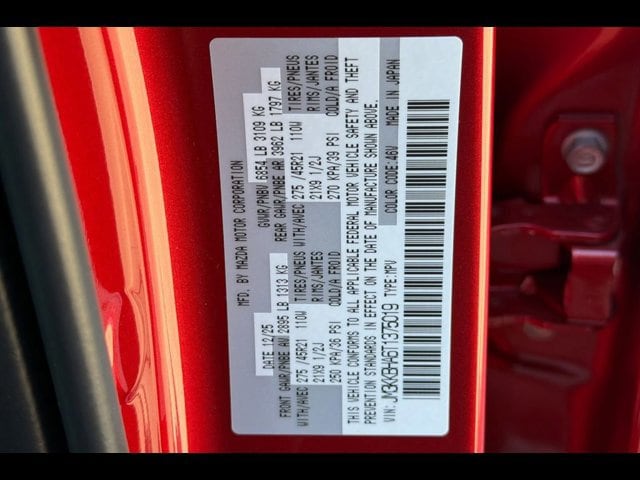 MFD. BY MAZDA MOTOR CORPORATION
DATE 12/25 GVWR/PNBV 6854 LB 3109 KG
FRONT GAWR/PNBE AV 2895 LB 1313 KG REAR GAWR/PNBE AR 3962 LB 1797 KG
WITH/AVEC 275 /45R21 110W TIRES/PNEUS WITH/AVEC 275 /45R21 110W TIRES/PNEUS
21X9 1/2J RIMS/JANTES 21X9 1/2J RIMS/JANTES
250 KPA/36 PSI COLD/A FROID 270 KPA/39 PSI COLD/A FROID
THIS VEHICLE CONFORMS TO ALL APPLICABLE FEDERAL MOTOR VEHICLE SAFETY AND THEFT
PREVENTION STANDARDS IN EFFECT ON THE DATE OF MANUFACTURE SHOWN ABOVE.
VIN: JM3KGBHA6T1375019 TYPE:MPV COLOR CODE:46V MADE IN JAPAN